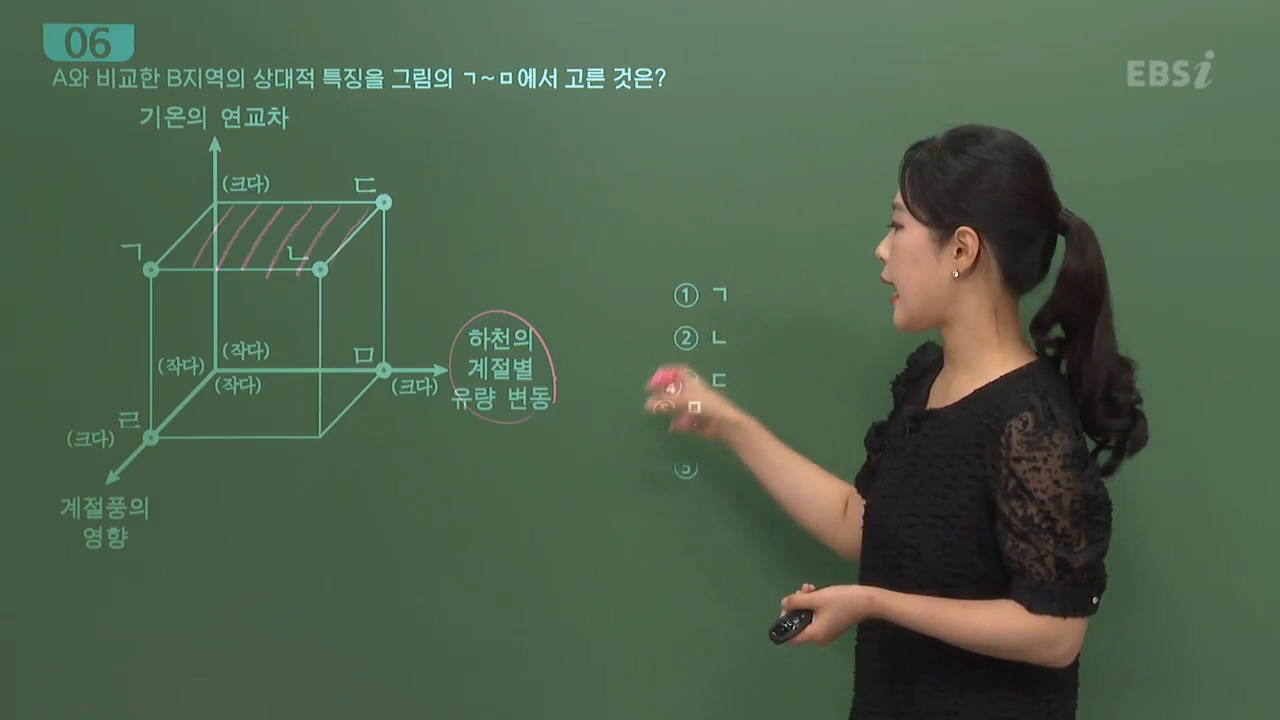 06
A와 비교한 B지역의 상대적 특징을 그림의 ㄱ~ㅁ에서 고른 것은?
EBSi
기온의 연교차
(크다)
ㄷ
ㄱ
ㄴ
(작다)
(작다)
(작다)
ㅁ
(크다)
하천의
계절별
유량 변동
ㄹ
(크다)
계절풍의
영향
① ㄱ
② ㄴ
ㄷ
④
⑤